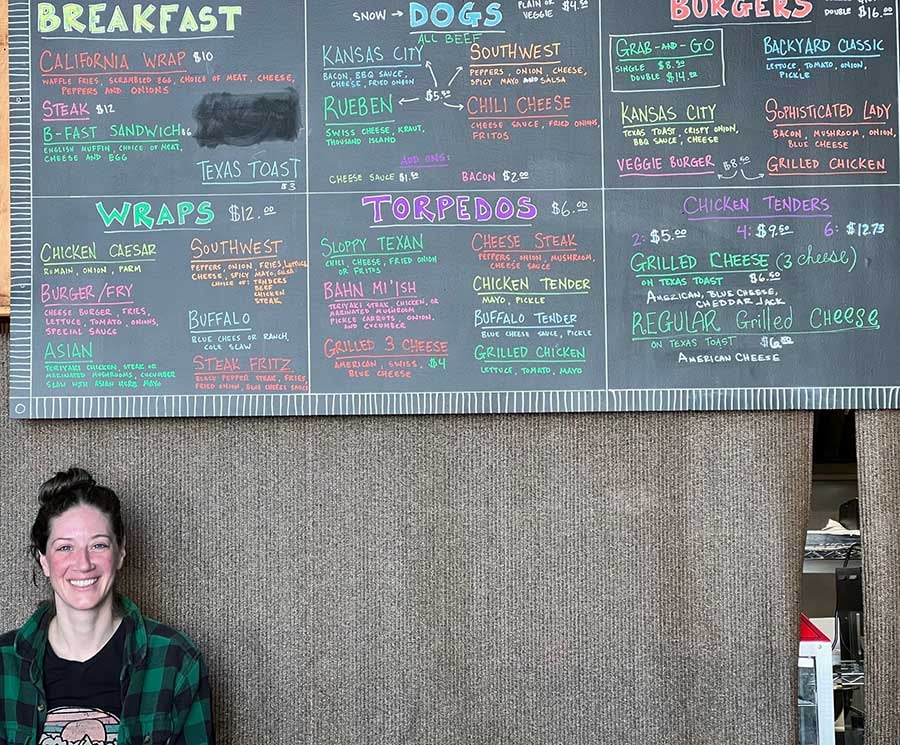 BREAKFAST
CALIFORNIA WRAP $10
WAFFLE FRIES, SCRAMBLED EGG, CHOICE OF MEAT, CHEESE,
PEPPERS AND ONIONS
STEAK $12
B-FAST SANDWICH $6
ENGLISH MUFFIN, CHOICE OF MEAT,
CHEESE AND EGG
TEXAS TOAST
$3
SNOW → DOGS PLAIN OR
VEGGIE $4.50
ALL BEEF
KANSAS CITY
BACON, BBQ SAUCE,
CHEESE, FRIED ONION
SOUTHWEST
PEPPERS, ONION, CHEESE,
SPICY MAYO AND SALSA
$5.50
RUEBEN
SWISS CHEESE, KRAUT,
THOUSAND ISLAND
CHILI CHEESE
CHEESE SAUCE, FRIED ONIONS,
FRITOS
ADD ONS:
CHEESE SAUCE $1.50 BACON $2.00
BURGERS
DOUBLE $16.00
GRAB-AND-GO
SINGLE $8.50
DOUBLE $14.00
BACKYARD CLASSIC
LETTUCE, TOMATO, ONION,
PICKLE
KANSAS CITY
TEXAS TOAST, CRISPY ONION,
BBQ SAUCE, CHEESE
SOPHISTICATED LADY
BACON, MUSHROOM, ONION,
BLUE CHEESE
VEGGIE BURGER $8.50 GRILLED CHICKEN
WRAPS $12.00
CHICKEN CAESAR
ROMAIN, ONION, PARM
BURGER/FRY
CHEESE BURGER, FRIES,
LETTUCE, TOMATO, ONIONS,
SPECIAL SAUCE
ASIAN
TERIYAKI CHICKEN, STEAK OR
MARINATED MUSHROOMS, CUCUMBER
SLAW WITH ASIAN HERB MAYO
SOUTHWEST
PEPPERS, ONION, FRIES, LETTUCE,
CHEESE, SPICY MAYO, SALSA
CHOICE OF: TENDERS
BEEF
CHICKEN
STEAK
BUFFALO
BLUE CHEES OR RANCH,
COLE SLAW
STEAK FRITZ
BLACK PEPPER STEAK, FRIES,
FRIED ONION, BLUE CHEESE SAUCE
TORPEDOS $6.00
SLOPPY TEXAN
CHILI, CHEESE, FRIED ONION
OR FRITOS
BAHN MI'ISH
TERIYAKI STEAK, CHICKEN, OR
MARINATED MUSHROOM
PICKLE CARROTS, ONION,
AND CUCUMBER
GRILLED 3 CHEESE
AMERICAN, SWISS, $4
BLUE CHEESE
CHEESE STEAK
PEPPERS, ONION, MUSHROOM,
CHEESE SAUCE
CHICKEN TENDER
MAYO, PICKLE
BUFFALO TENDER
BLUE CHEESE SAUCE, PICKLE
GRILLED CHICKEN
LETTUCE, TOMATO, MAYO
CHICKEN TENDERS
2: $5.00 4: $9.50 6: $12.75
GRILLED CHEESE (3 cheese)
ON TEXAS TOAST $6.50
AMERICAN, BLUE CHEESE,
CHEDDAR JACK
REGULAR Grilled Cheese
ON TEXAS TOAST
AMERICAN CHEESE